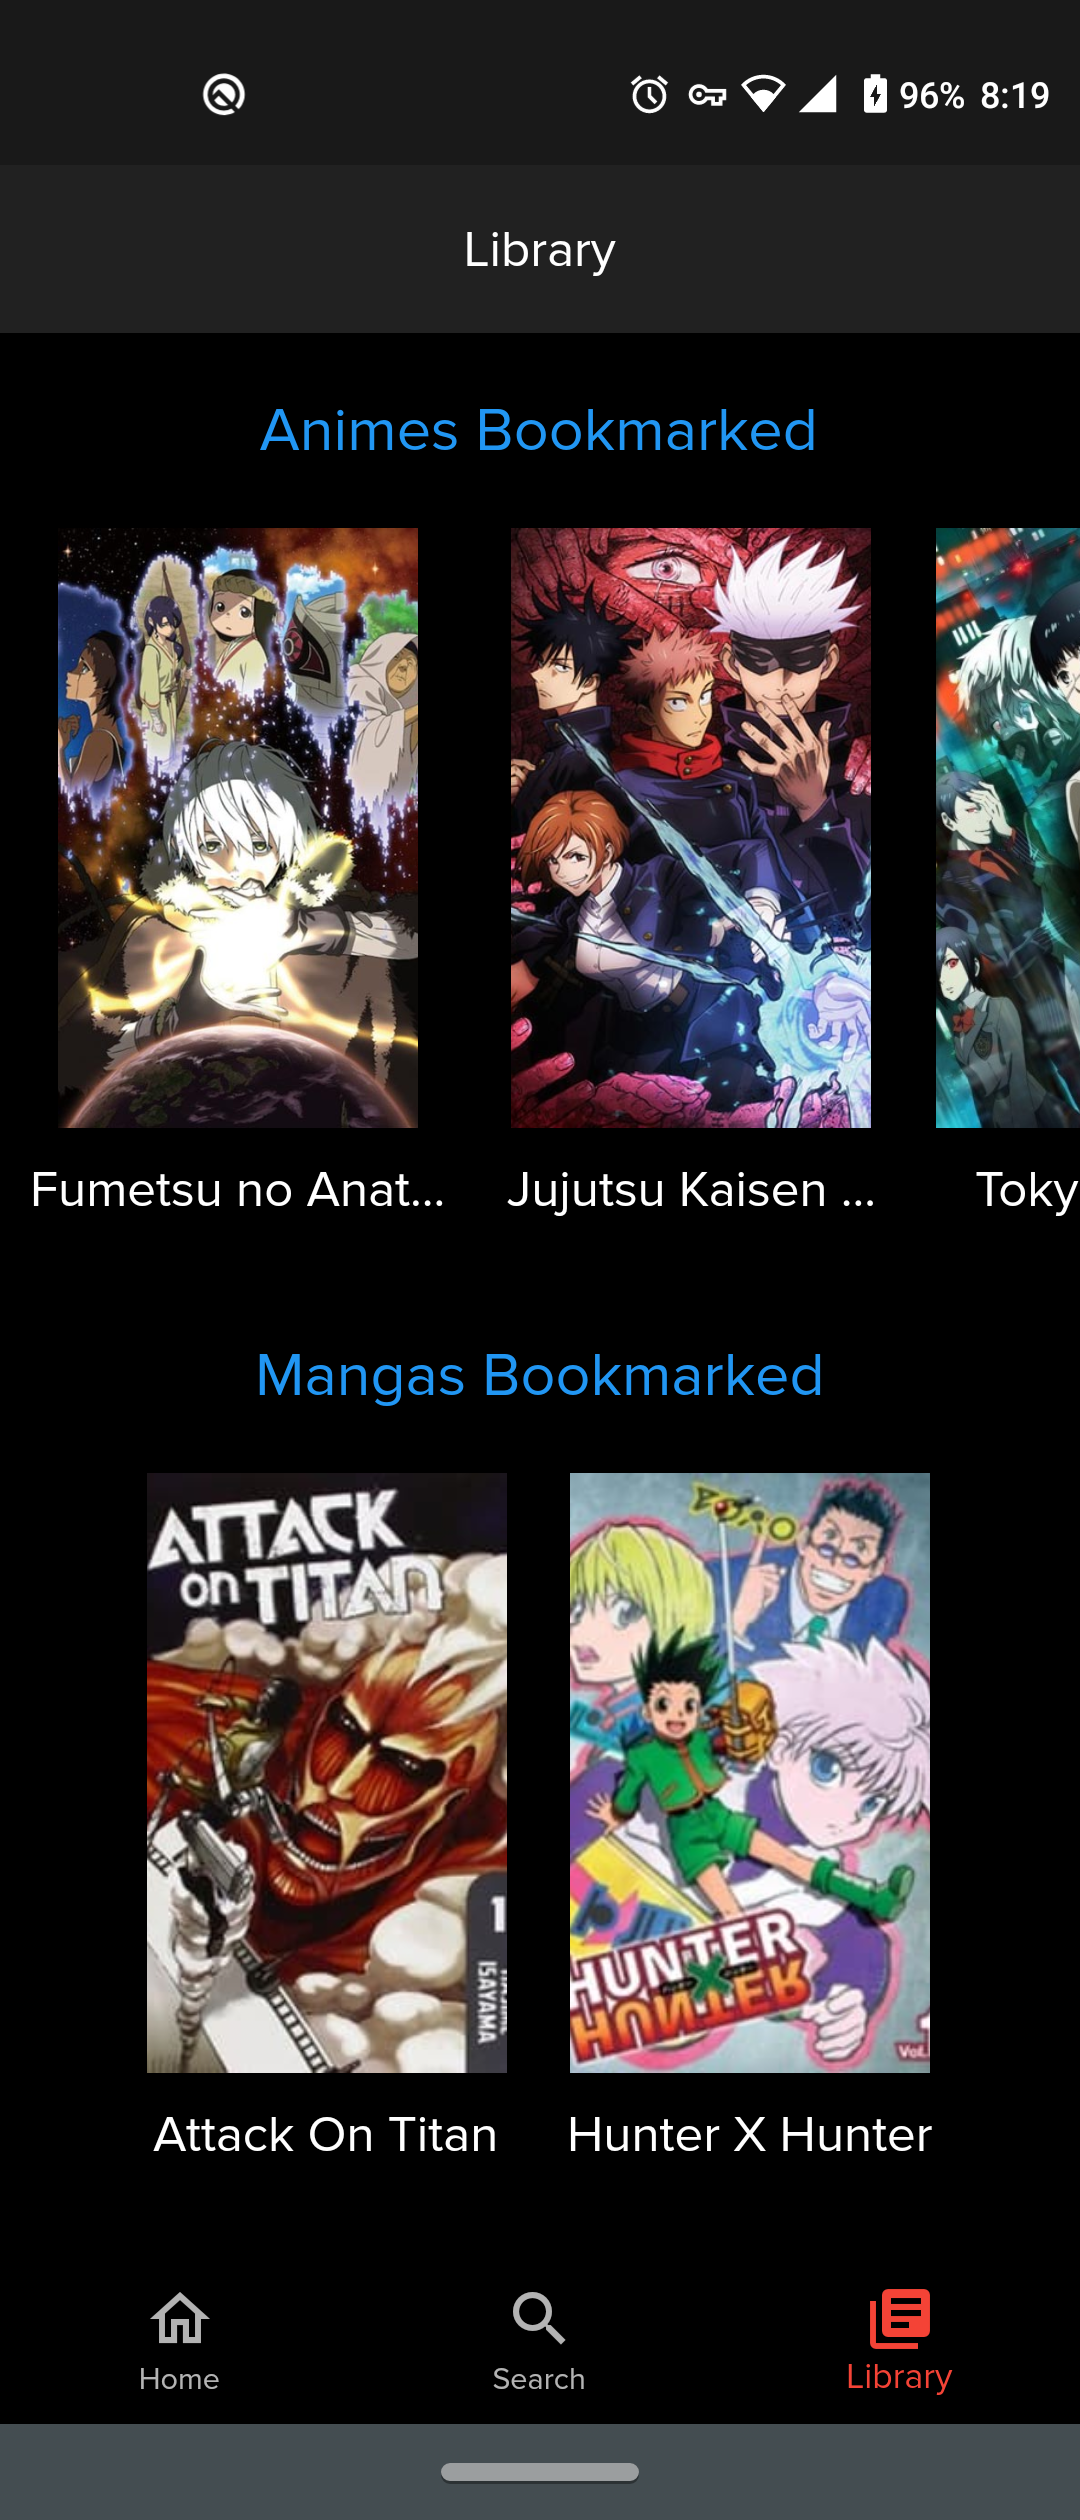 96% 8:19
Library
Animes Bookmarked
Fumetsu no Anat...
Jujutsu Kaisen ...
Toky
Mangas Bookmarked
ATTACK
on TITAN
1
ISAYAMA
HUNTER
X
HUNTER
Vol.
Attack On Titan
Hunter X Hunter
Home
Search
Library